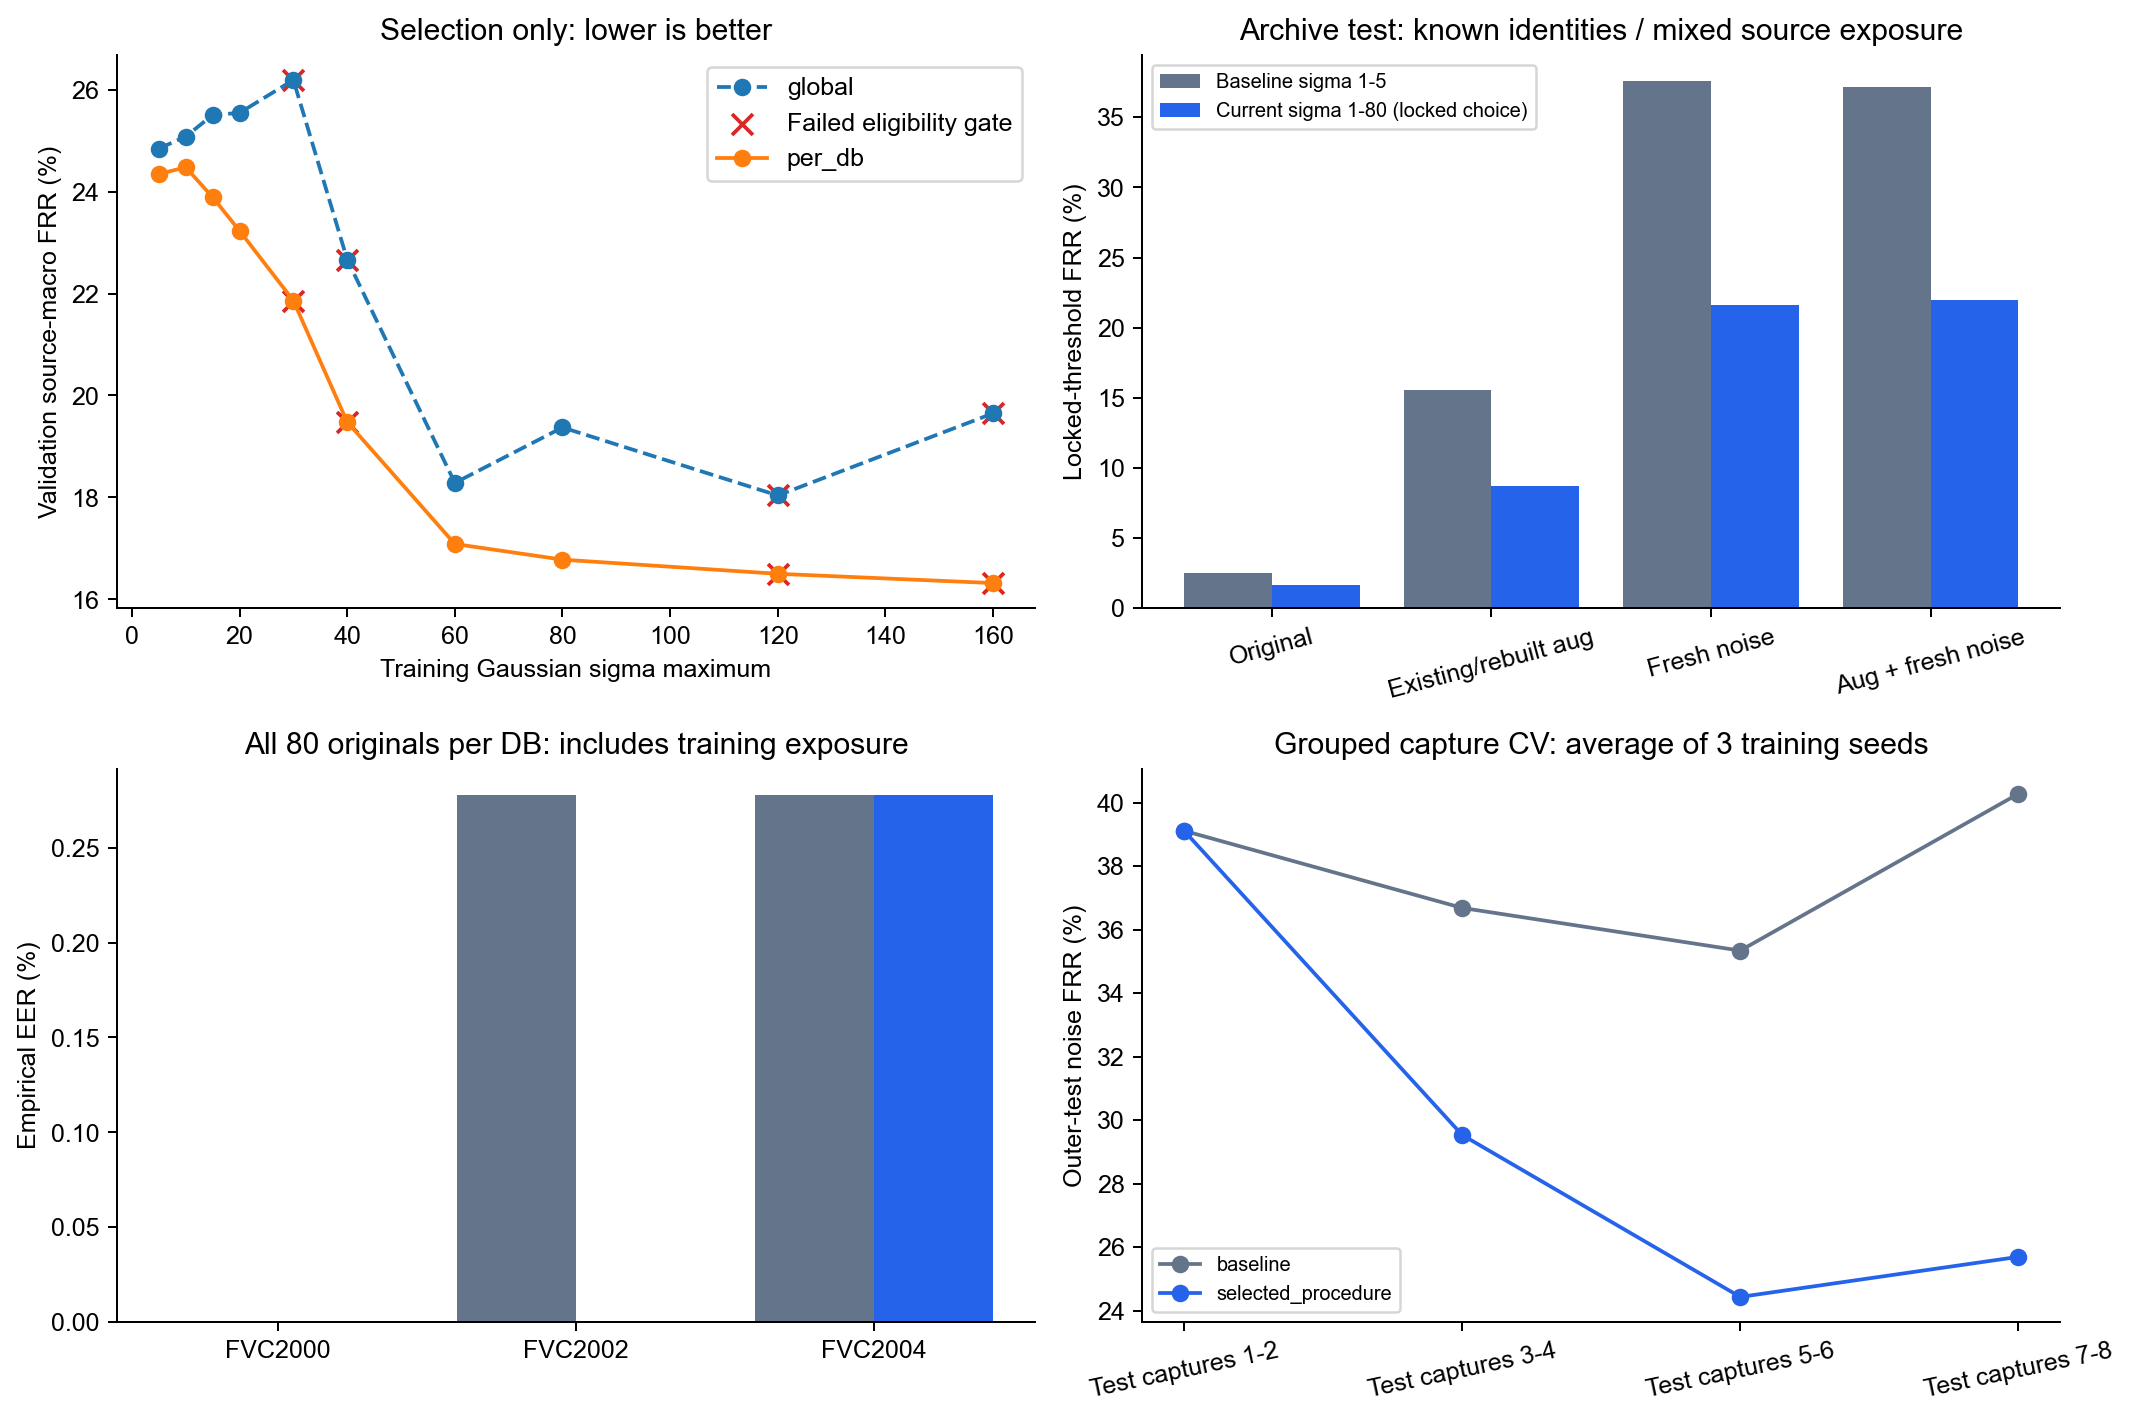 Selection only: lower is better
Validation source-macro FRR (%)
26
24
22
20
18
16
global
Failed eligibility gate
per_db
0 20 40 60 80 100 120 140 160
Training Gaussian sigma maximum
Archive test: known identities / mixed source exposure
Locked-threshold FRR (%)
35
30
25
20
15
10
5
0
Baseline sigma 1-5
Current sigma 1-80 (locked choice)
Original Existing/rebuilt aug Fresh noise Aug + fresh noise
All 80 originals per DB: includes training exposure
Empirical EER (%)
0.25
0.20
0.15
0.10
0.05
0.00
FVC2000 FVC2002 FVC2004
Grouped capture CV: average of 3 training seeds
Outer-test noise FRR (%)
40
38
36
34
32
30
28
26
24
baseline
selected_procedure
Test captures 1-2 Test captures 3-4 Test captures 5-6 Test captures 7-8